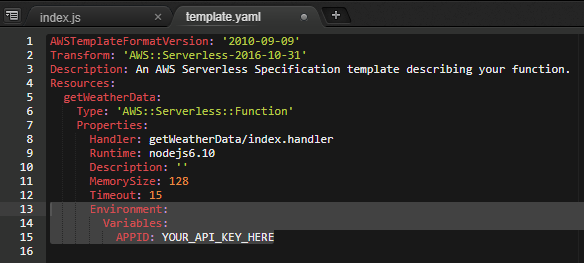 index.js × template.yaml +
1 AWSTemplateFormatVersion: '2010-09-09'
2 Transform: 'AWS::Serverless-2016-10-31'
3 Description: An AWS Serverless Specification template describing your function.
4 Resources:
5   getWeatherData:
6     Type: 'AWS::Serverless::Function'
7     Properties:
8       Handler: getWeatherData/index.handler
9       Runtime: nodejs6.10
10       Description: ''
11       MemorySize: 128
12       Timeout: 15
13       Environment:
14         Variables:
15           APPID: YOUR_API_KEY_HERE
16